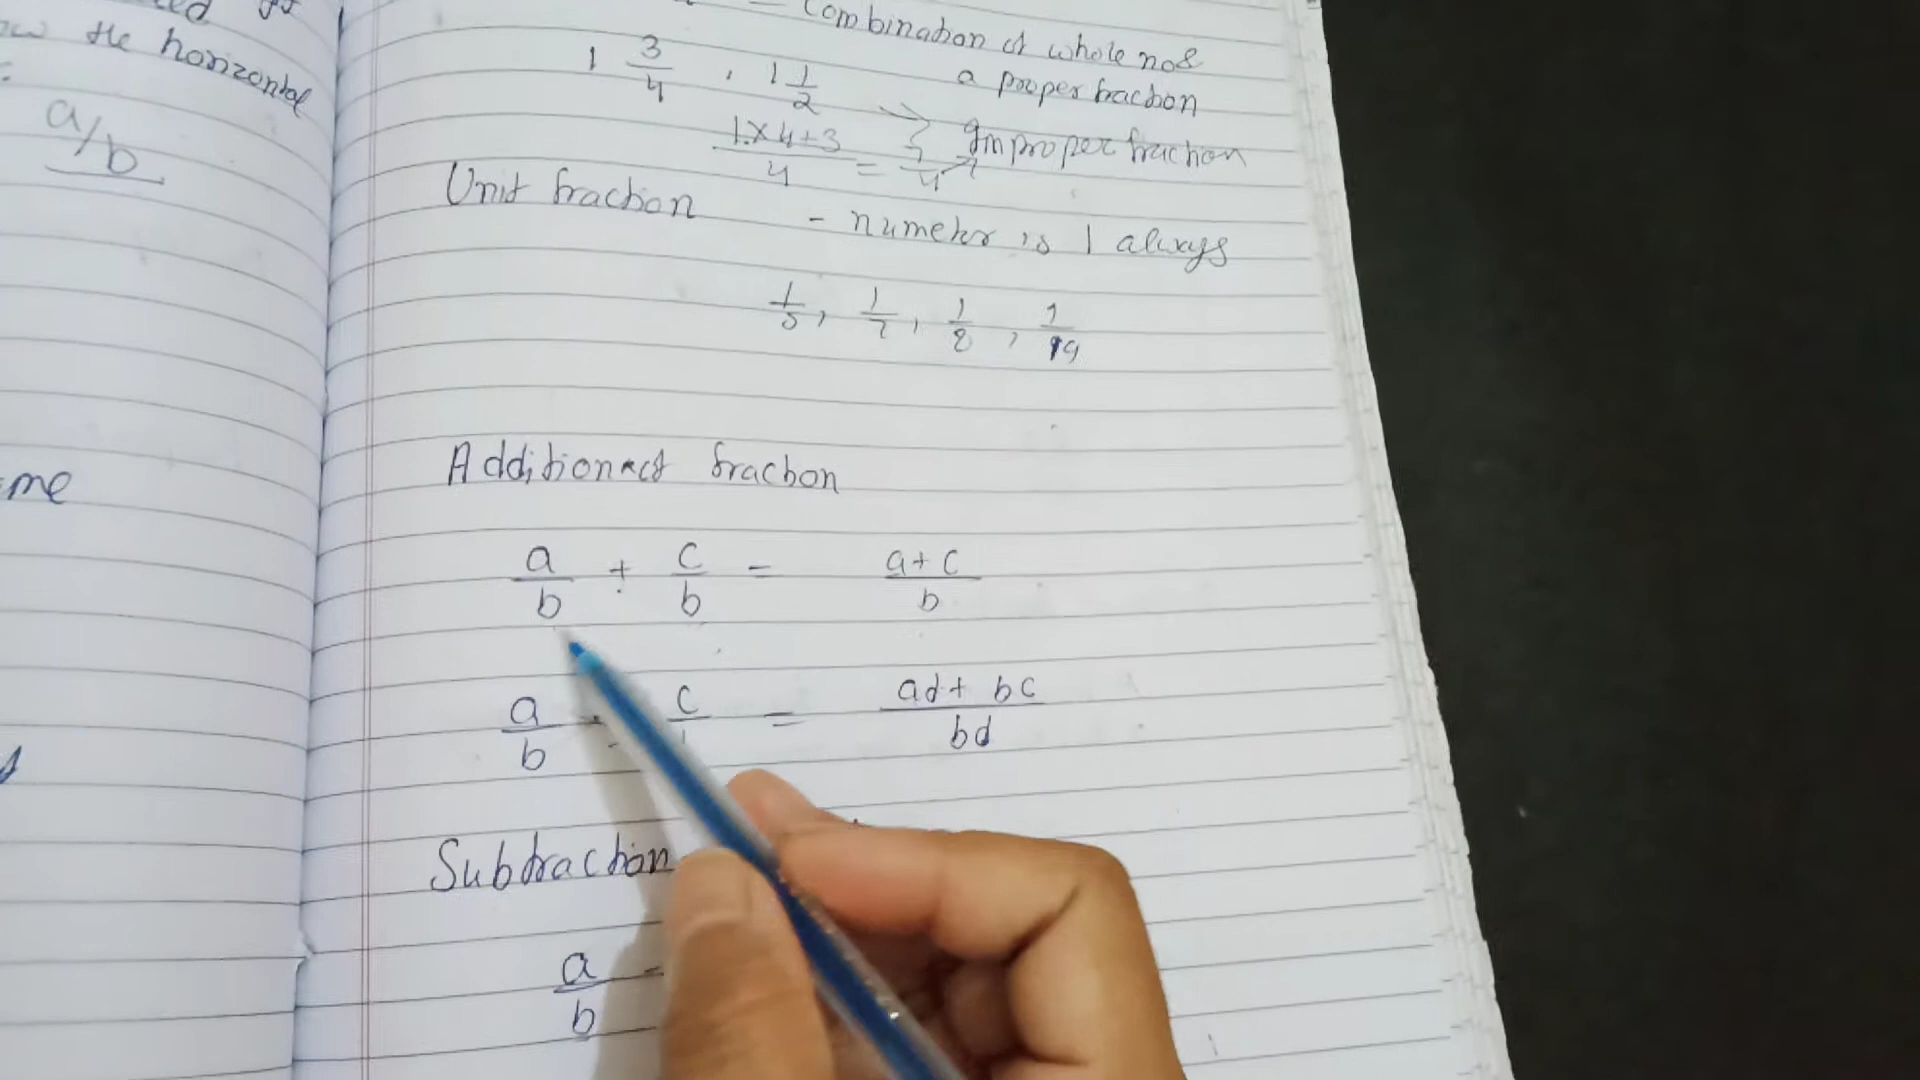 the horizontal
a/b
me
= Combination of whole no &
a proper fraction
1 3/4 , 1 1/2
1×4+3/4 = 7/4 Improper fraction
Unit fraction - numetr is 1 always
1/5, 1/7, 1/8, 1/19
Addition of fraction
a/b + c/b = a+c/b
a/b c = ad+bc/bd
Subtraction
a/b -